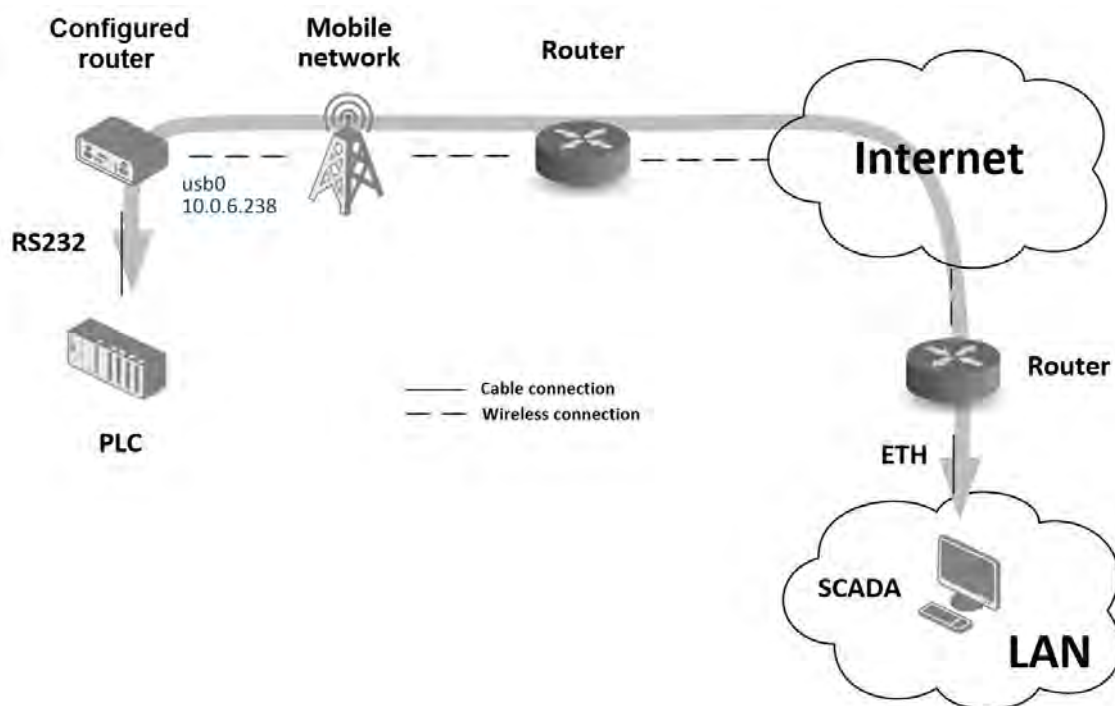 Configured
router
Mobile
network
Router
Internet
usb0
10.0.6.238
RS232
PLC
Cable connection
Wireless connection
Router
ETH
SCADA
LAN